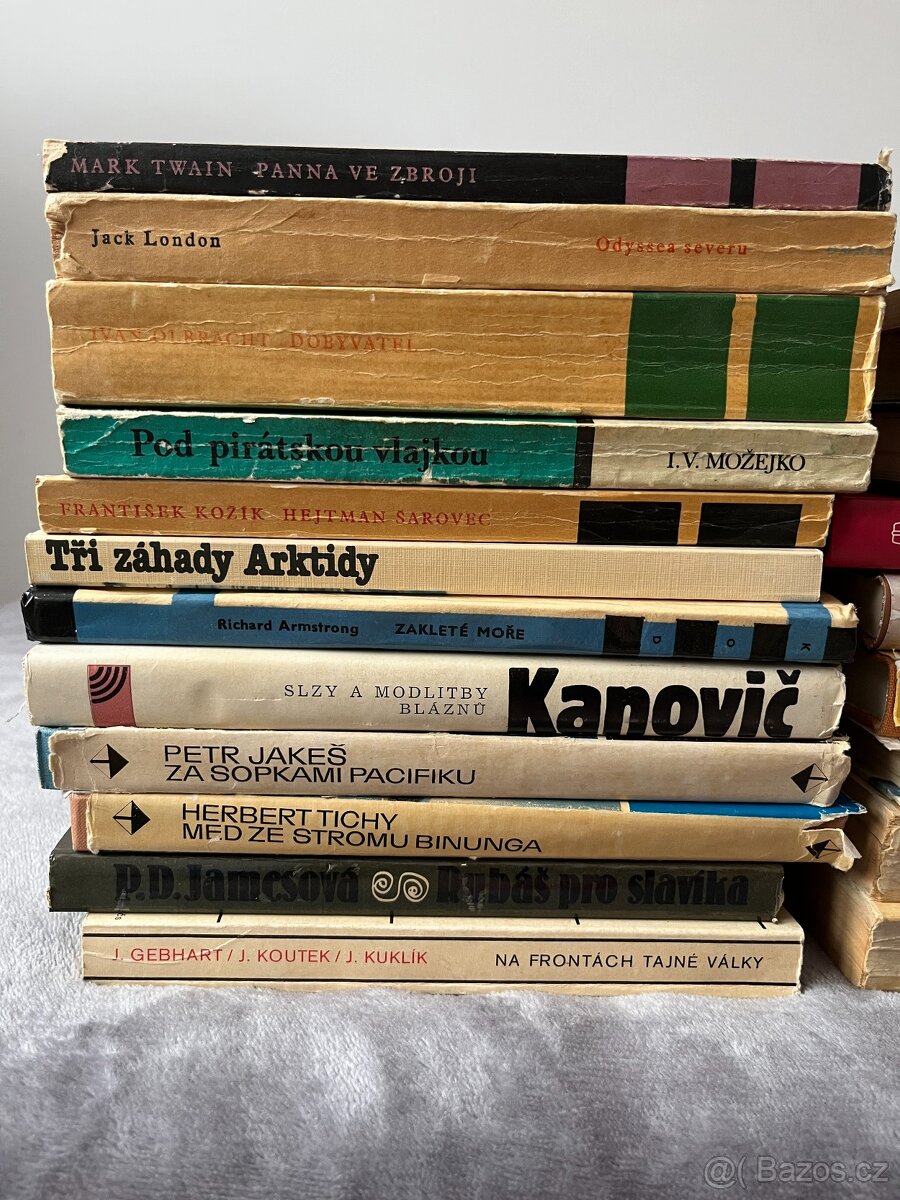 MARK TWAIN PANNA VE ZBROJI
Jack London Odyssea severu
IVAN OLBRACHT DOBYVATEL
Pod pirátskou vlajkou I.V. MOŽEJKO
FRANTIŠEK KOŽÍK HEJTMAN ŠAROVEC
Tři záhady Arktidy
Richard Armstrong ZAKLETÉ MOŘE D O K
SLZY A MODLITBY
BLÁZNŮ
Kanovič
PETR JAKEŠ
ZA SOPKAMI PACIFIKU
HERBERT TICHY
MED ZE STROMU BINUNGA
P.D. Jamesová Rubáš pro slavíka
J. GEBHART / J. KOUTEK / J. KUKLÍK NA FRONTÁCH TAJNÉ VÁLKY
@( Bazos.cz